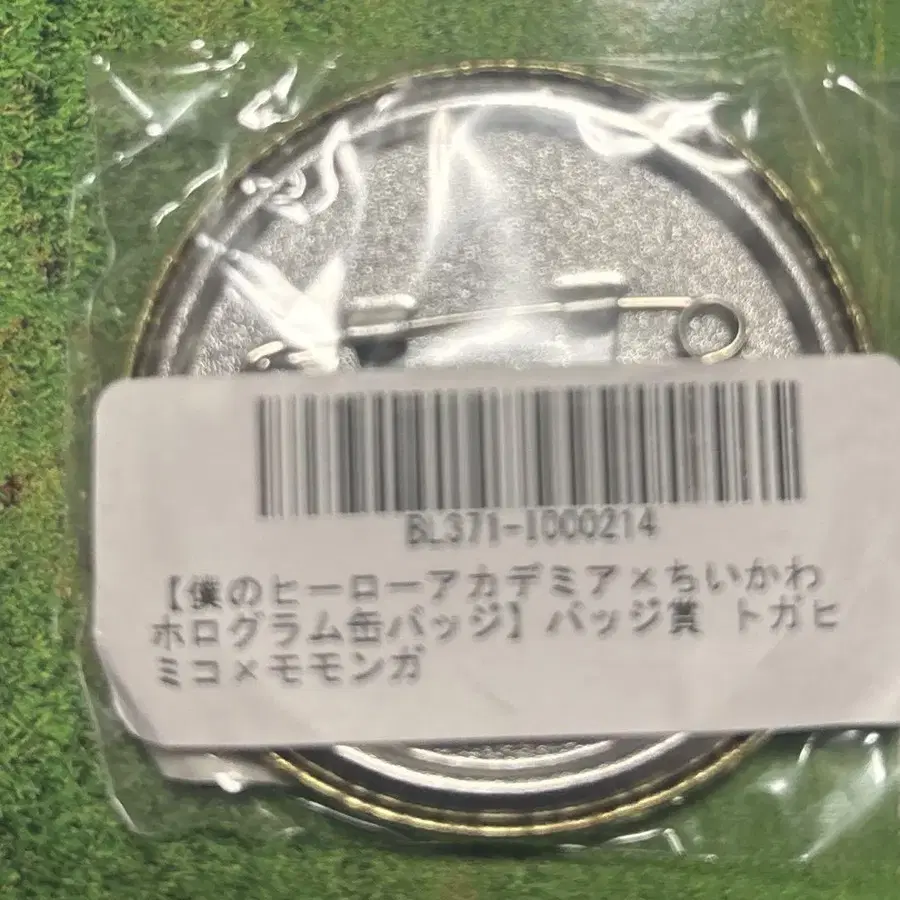 BL371-I000214
【僕のヒーローアカデミア×ちいかわ
ホログラム缶バッジ】バッジ賞 トガヒ
ミコ×モモンガ